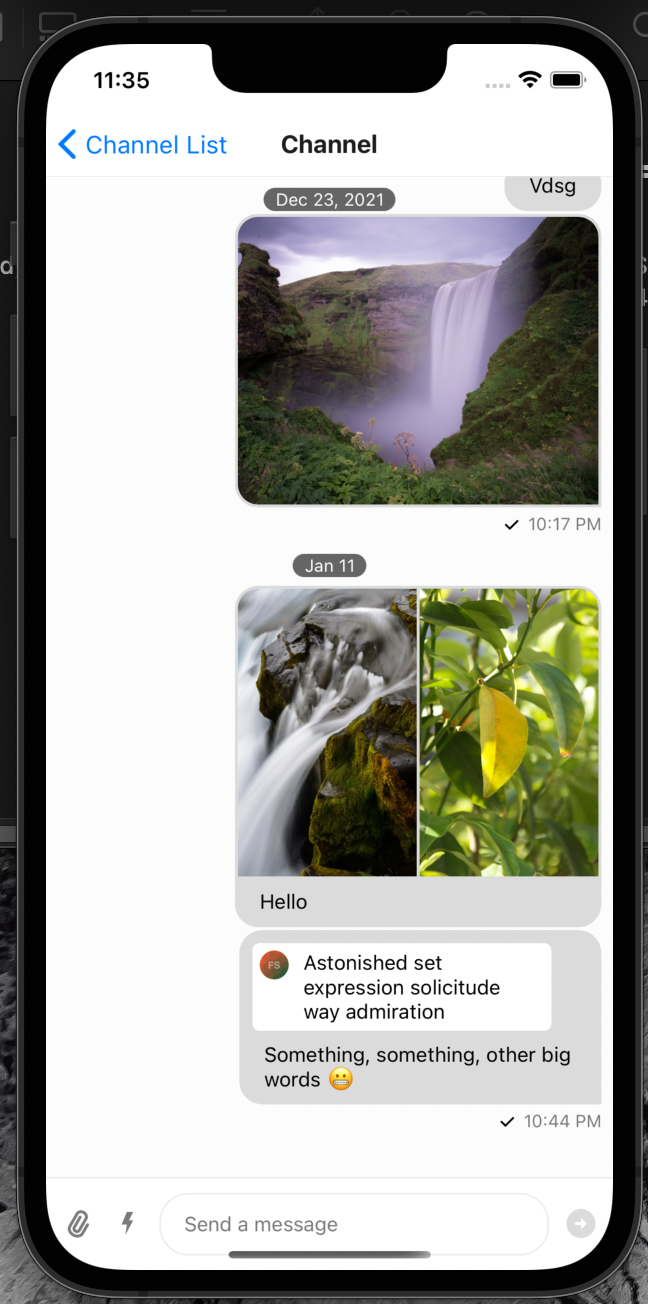 11:35
Channel List
Channel
Vdsg
Dec 23, 2021
10:17 PM
Jan 11
Hello
FS
Astonished set
expression solicitude
way admiration
Something, something, other big
words 😬
10:44 PM
Send a message